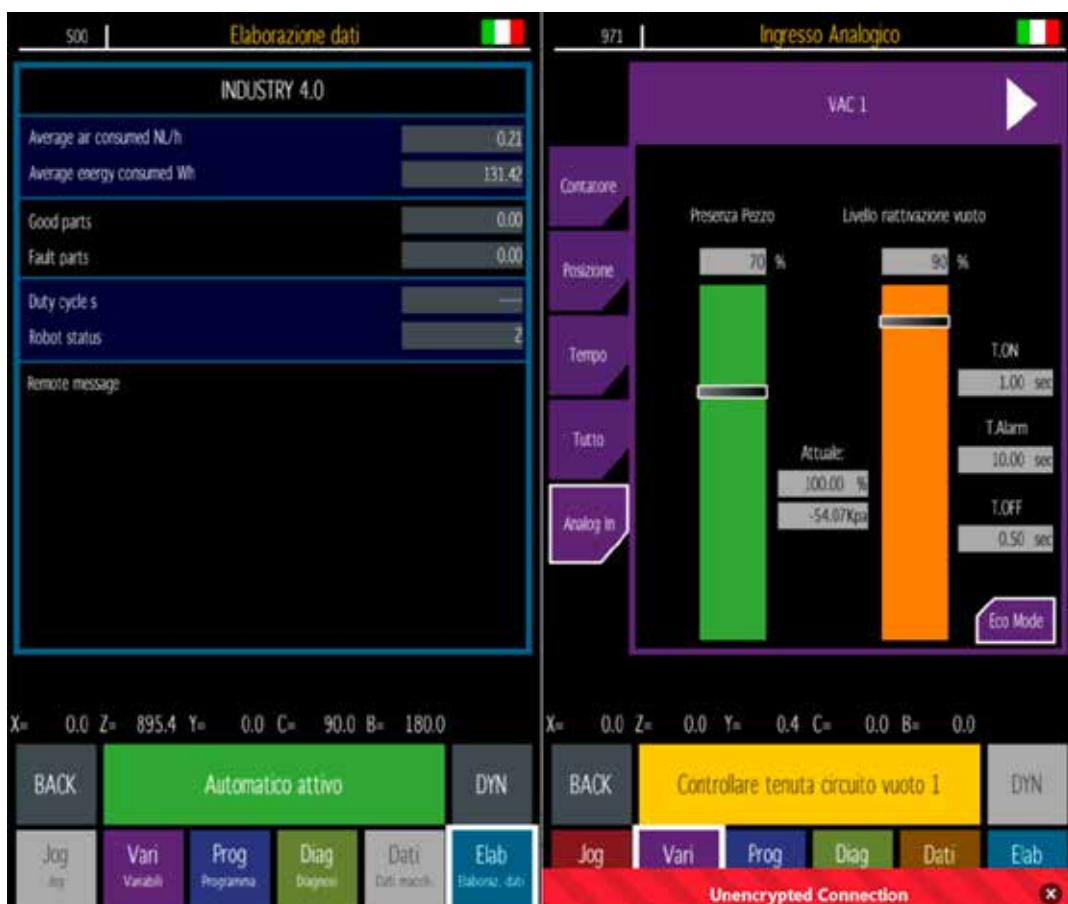 500
Elaborazione dati
INDUSTRY 4.0
Average air consumed NL/h 0.21
Average energy consumed Wh 131.42
Good parts 0.00
Fault parts 0.00
Duty cycle s ----
Robot status 2
Remote message
X= 0.0 Z= 895.4 Y= 0.0 C= 90.0 B= 180.0
BACK
Automatico attivo
DYN
Jog
Jog
Vari
Variabili
Prog
Programma
Diag
Diagnosi
Dati
Dati macch.
Elab
Elaboraz. dati
971
Ingresso Analogico
VAC 1
Contatore
Posizione
Tempo
Tutto
Analog In
Presenza Pezzo
70 %
Livello riattivazione vuoto
90 %
Attuale:
100.00 %
-54.07Kpa
T.ON
1.00 sec
T.Alarm
10.00 sec
T.OFF
0.50 sec
Eco Mode
X= 0.0 Z= 0.0 Y= 0.4 C= 0.0 B= 0.0
BACK
Controllare tenuta circuito vuoto 1
DYN
Jog
Vari
Prog
Diag
Dati
Elab
Unencrypted Connection